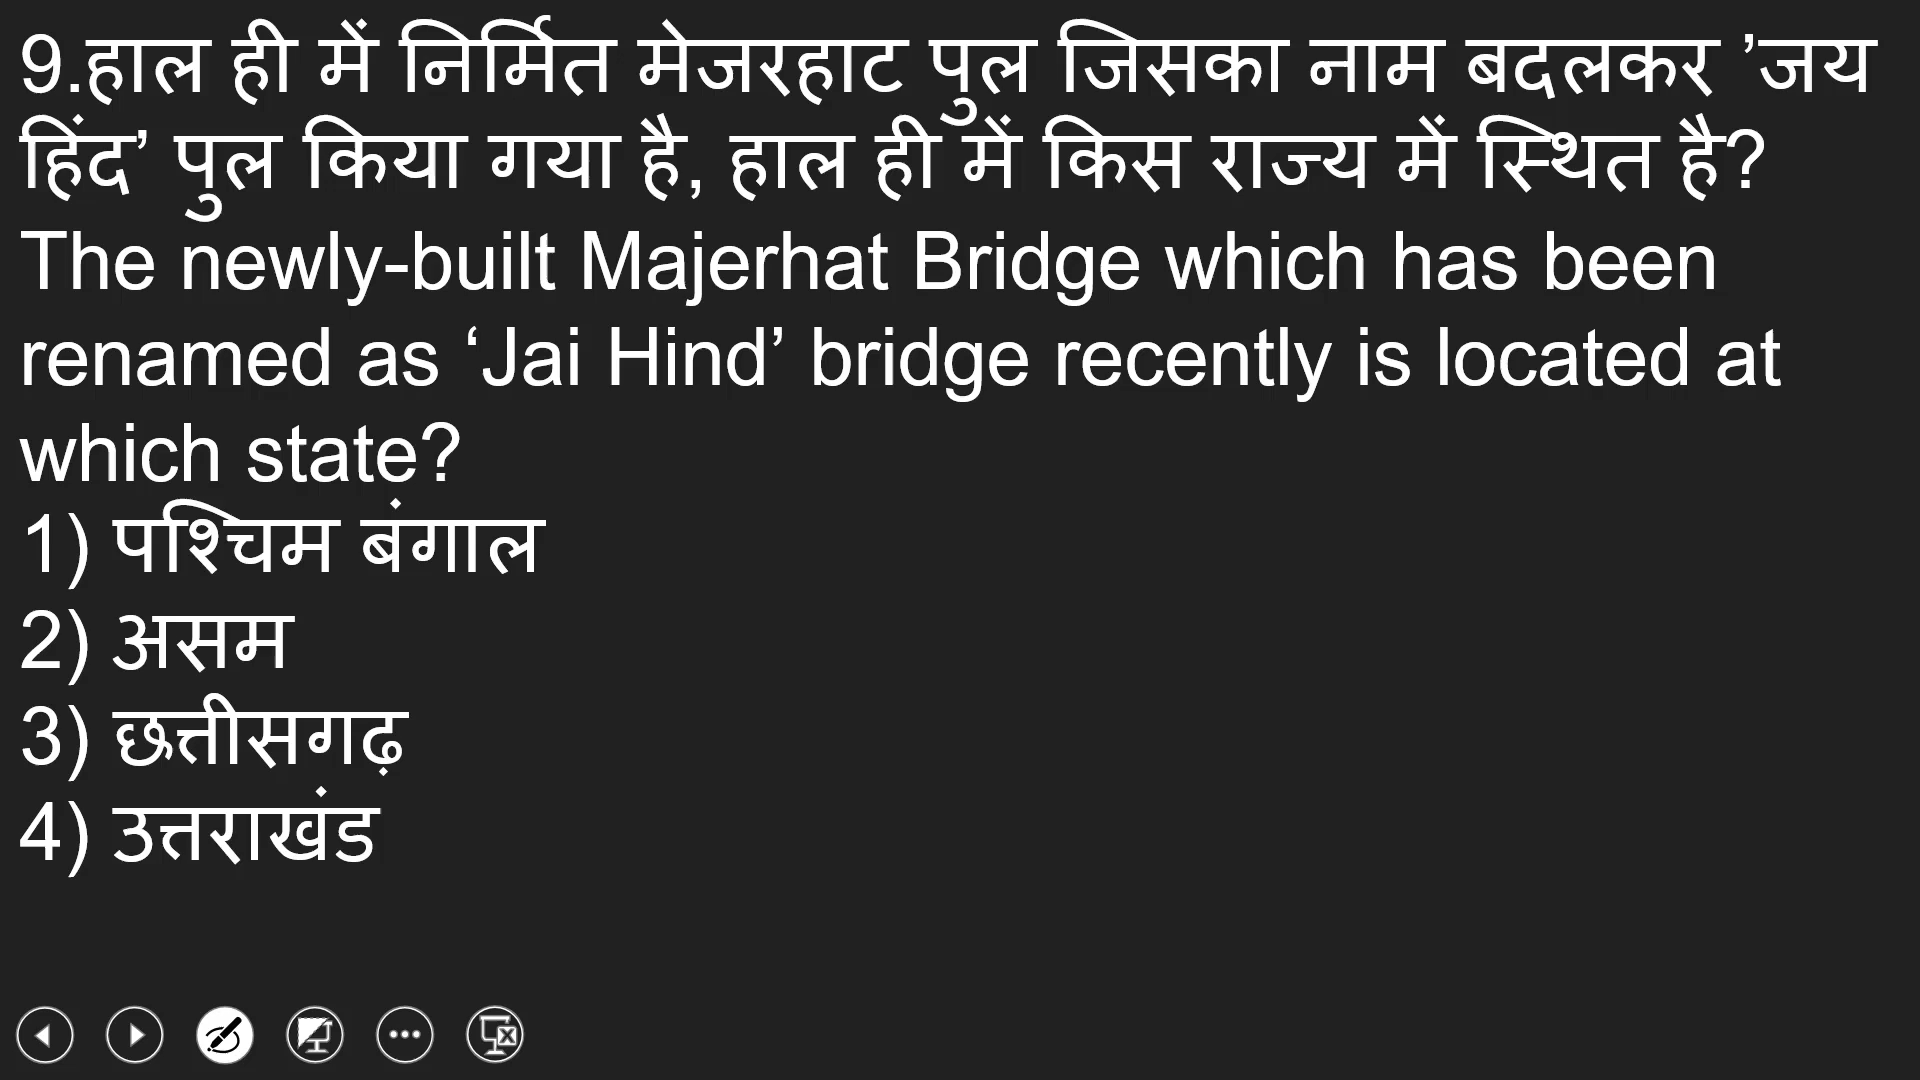 9.हाल ही में निर्मित मेजरहाट पुल जिसका नाम बदलकर ’जय
हिंद’ पुल किया गया है, हाल ही में किस राज्य में स्थित है?
The newly-built Majerhat Bridge which has been
renamed as ‘Jai Hind’ bridge recently is located at
which state?
1) पश्चिम बंगाल
2) असम
3) छत्तीसगढ़
4) उत्तराखंड